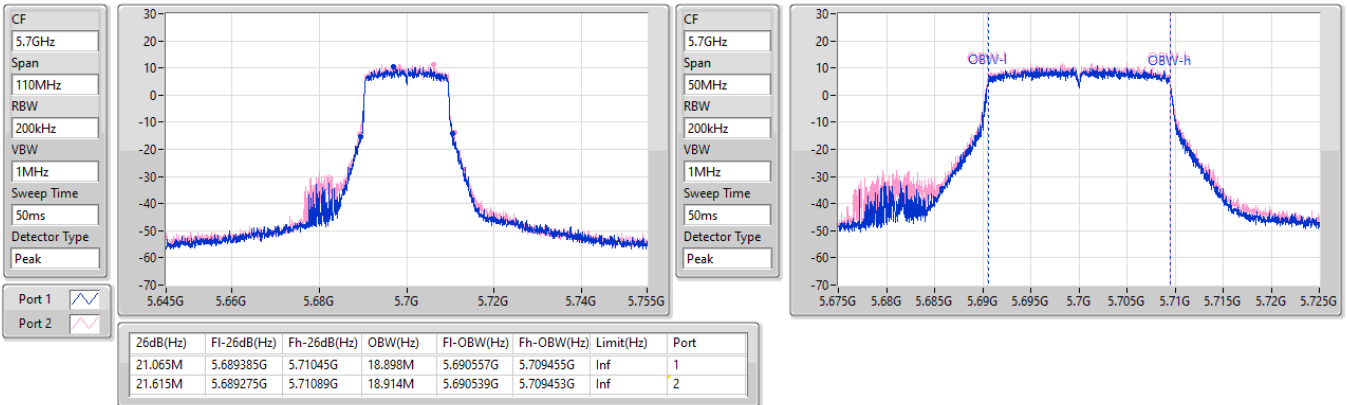 CF
5.7GHz
Span
110MHz
RBW
200kHz
VBW
1MHz
Sweep Time
50ms
Detector Type
Peak
Port 1
Port 2
30
20
10
0
-10
-20
-30
-40
-50
-60
-70
5.645G 5.66G 5.68G 5.7G 5.72G 5.74G 5.755G
CF
5.7GHz
Span
50MHz
RBW
200kHz
VBW
1MHz
Sweep Time
50ms
Detector Type
Peak
30
20
10
0
-10
-20
-30
-40
-50
-60
-70
OBW-l OBW-h
5.675G 5.68G 5.685G 5.69G 5.695G 5.7G 5.705G 5.71G 5.715G 5.72G 5.725G
26dB(Hz) Fl-26dB(Hz) Fh-26dB(Hz) OBW(Hz) Fl-OBW(Hz) Fh-OBW(Hz) Limit(Hz) Port
21.065M 5.689385G 5.71045G 18.898M 5.690557G 5.709455G Inf 1
21.615M 5.689275G 5.71089G 18.914M 5.690539G 5.709453G Inf 2